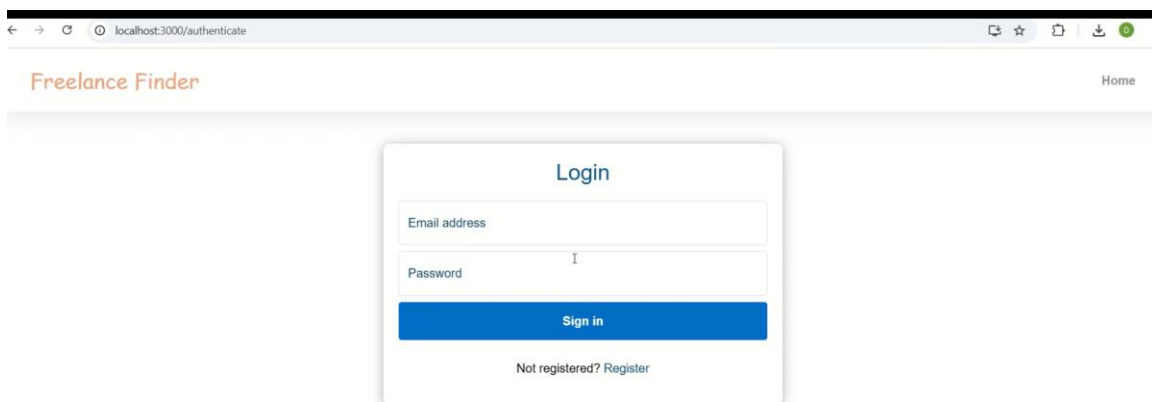 localhost:3000/authenticate
D
Freelance Finder
Home
Login
Email address
Password
Sign in
Not registered? Register